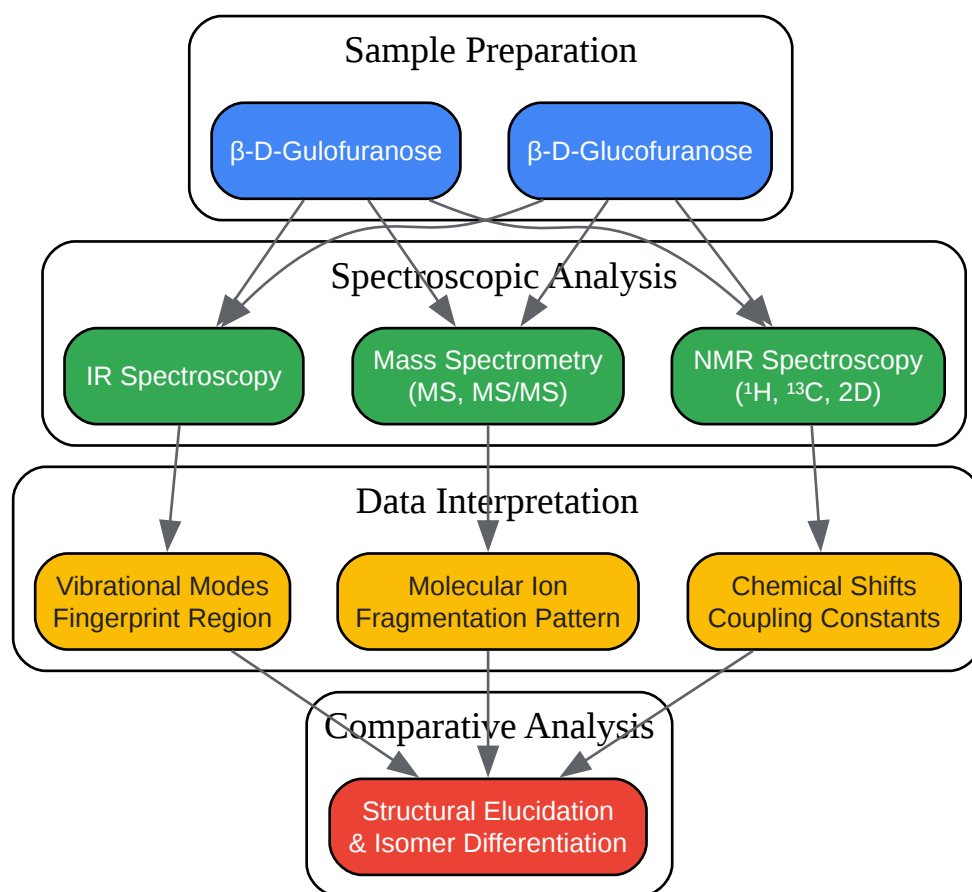 Sample Preparation
β-D-Gulofuranose
β-D-Glucofuranose
Spectroscopic Analysis
IR Spectroscopy
Mass Spectrometry
(MS, MS/MS)
NMR Spectroscopy
(¹H, ¹³C, 2D)
Data Interpretation
Vibrational Modes
Fingerprint Region
Molecular Ion
Fragmentation Pattern
Chemical Shifts
Coupling Constants
Comparative Analysis
Structural Elucidation
& Isomer Differentiation